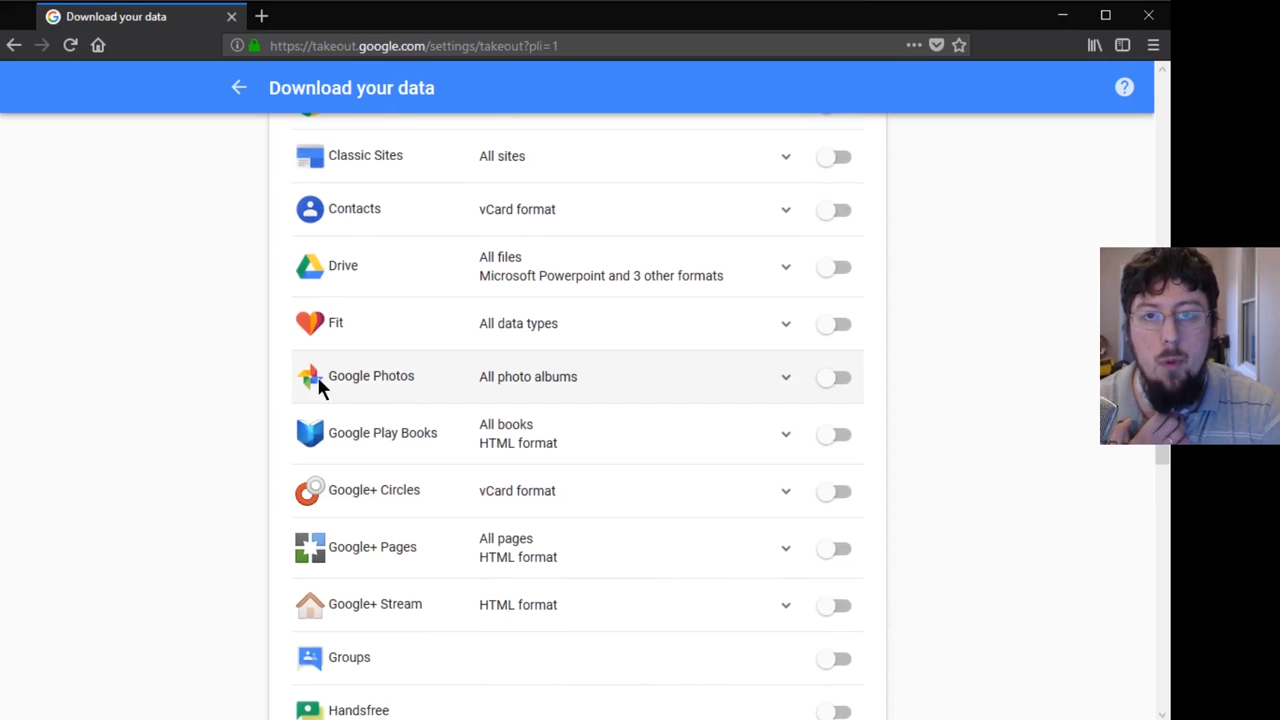 Download your data
https://takeout.google.com/settings/takeout?pli=1
Download your data
Classic Sites
All sites
Contacts
vCard format
Drive
All files
Microsoft Powerpoint and 3 other formats
Fit
All data types
Google Photos
All photo albums
Google Play Books
All books
HTML format
Google+ Circles
vCard format
Google+ Pages
All pages
HTML format
Google+ Stream
HTML format
Groups
Handsfree